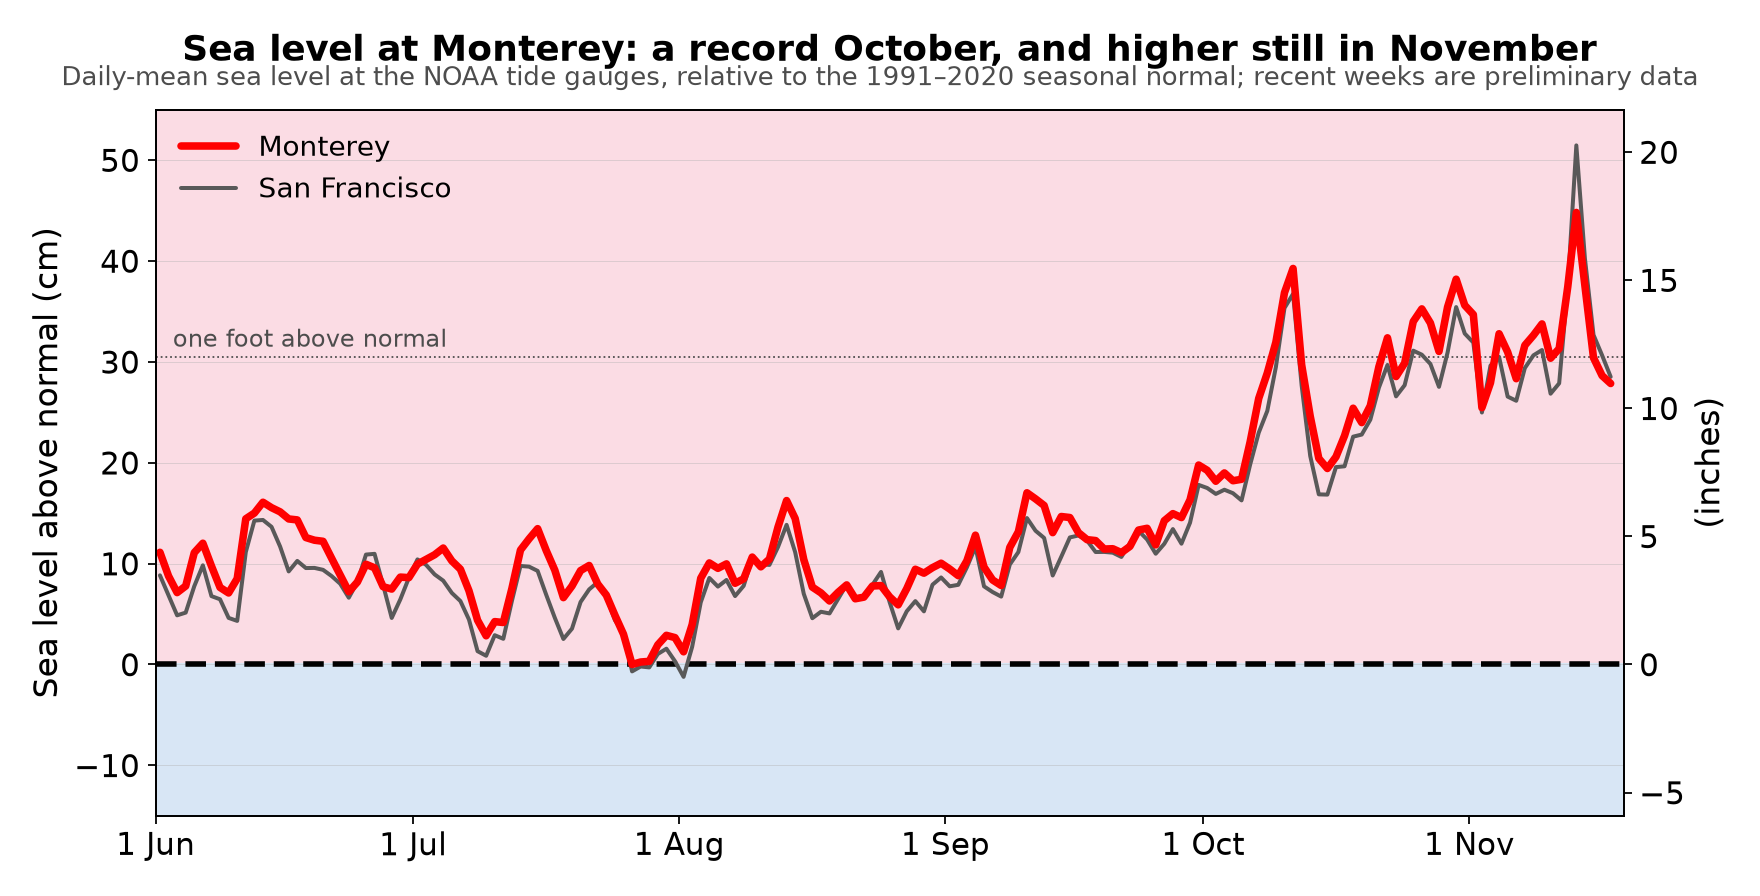 Sea level at Monterey: a record October, and higher still in November
Daily-mean sea level at the NOAA tide gauges, relative to the 1991–2020 seasonal normal; recent weeks are preliminary data
Monterey
San Francisco
one foot above normal
Sea level above normal (cm)
50
40
30
20
10
0
−10
20
15
10
5
0
−5
(inches)
1 Jun
1 Jul
1 Aug
1 Sep
1 Oct
1 Nov